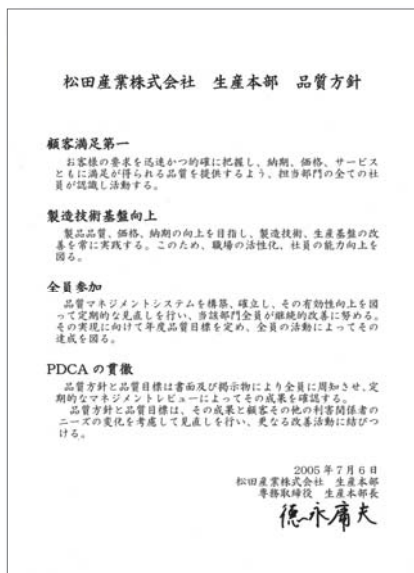 松田産業株式会社　生産本部　品質方針
顧客満足第一
お客様の要求を迅速かつ的確に把握し、納期、価格、サービス
ともに満足が得られる品質を提供するよう、担当部門の全ての社
員が認識し活動する。
製造技術基盤向上
製品品質、価格、納期の向上を目指し、製造技術、生産基盤の改
善を常に実践する。このため、職場の活性化、社員の能力向上を
図る。
全員参加
品質マネジメントシステムを構築、確立し、その有効性向上を図
って定期的な見直しを行い、当該部門全員が継続的改善に努める。
その実現に向けて年度品質目標を定め、全員の活動によってその
達成を図る。
PDCAの貫徹
品質方針と品質目標は書面及び掲示物により全員に周知させ、定
期的なマネジメントレビューによってその成果を確認する。
品質方針と品質目標は、その成果と顧客その他の利害関係者の
ニーズの変化を考慮して見直しを行い、更なる改善活動に結びつ
ける。
2005年7月6日
松田産業株式会社　生産本部
専務取締役　生産本部長
徳永庸夫